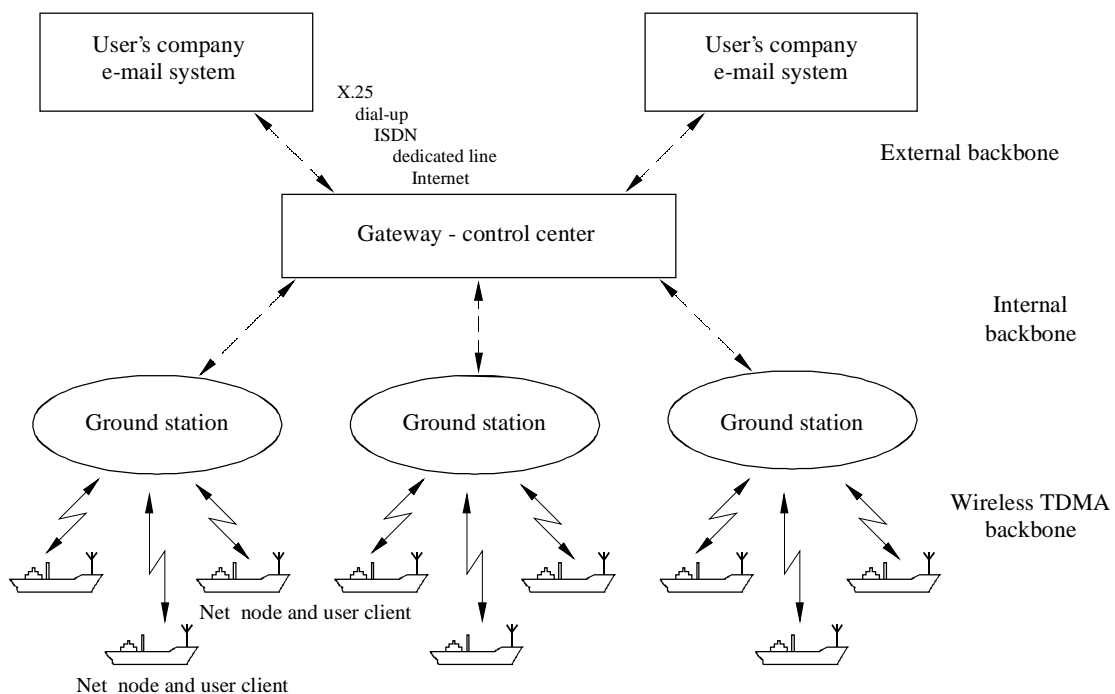 User's company
e-mail system
User's company
e-mail system
X.25
dial-up
ISDN
dedicated line
Internet
External backbone
Gateway - control center
Internal
backbone
Ground station
Ground station
Ground station
Wireless TDMA
backbone
Net node and user client
Net node and user client